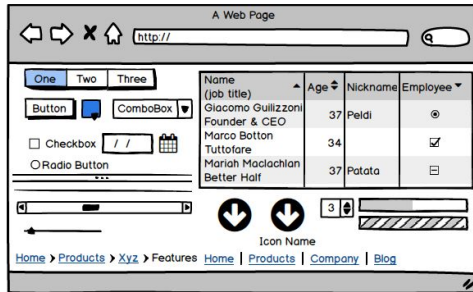 A Web Page
http://
One Two Three
Button ComboBox
Checkbox / /
Radio Button
Name (job title) Age Nickname Employee
Giacomo Guilizzoni
Founder & CEO 37 Peldi
Marco Botton
Tuttofare 34
Mariah Maclachlan
Better Half 37 Patata
3
Icon Name
Home Products Xyz Features
Home Products Company Blog